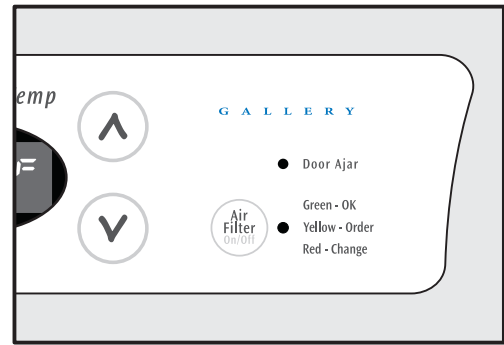 emp
GALLERY
Door Ajar
Green - OK
Air
Filter
On/Off
Yellow - Order
Red - Change